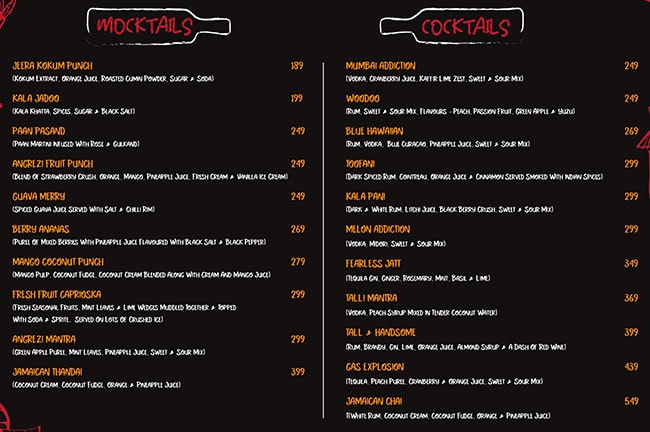 MOCKTAILS
JEERA KOKUM PUNCH 189
(KOKUM EXTRACT, ORANGE JUICE, ROASTED CUMIN POWDER, SUGAR & SODA)
KALA JADOO 199
(KALA KHATTA, SPICES, SUGAR & BLACK SALT)
PAAN PASAND 249
(PAAN MARTINI INFUSED WITH ROSE & GULKAND)
ANGREZI FRUIT PUNCH 249
(BLEND OF STRAWBERRY CRUSH, ORANGE, MANGO, PINEAPPLE JUICE, FRESH CREAM & VANILLA ICE CREAM)
GUAVA MERRY 249
(SPICED GUAVA JUICE SERVED WITH SALT & CHILLI RIM)
BERRY ANANAS 269
(PUREE OF MIXED BERRIES WITH PINEAPPLE JUICE FLAVOURED WITH BLACK SALT & BLACK PEPPER)
MANGO COCONUT PUNCH 279
(MANGO PULP, COCONUT FUDGE, COCONUT CREAM BLENDED ALONG WITH CREAM AND MANGO JUICE)
FRESH FRUIT CAPRIOSKA 299
(FRESH SEASONAL FRUITS, MINT LEAVES & LIME WEDGES MUDDLED TOGETHER & TOPPED
WITH SODA & SPRITE, SERVED ON LOTS OF CRUSHED ICE)
ANGREZI MANTRA 299
(GREEN APPLE PUREE, MINT LEAVES, PINEAPPLE JUICE, SWEET & SOUR MIX)
JAMAICAN THANDAI 399
(COCONUT CREAM, COCONUT FUDGE, ORANGE & PINEAPPLE JUICE)
COCKTAILS
MUMBAI ADDICTION 249
(VODKA, CRANBERRY JUICE, KAFFIR LIME ZEST, SWEET & SOUR MIX)
WOODOO 249
(RUM, SWEET & SOUR MIX, FLAVOURS - PEACH, PASSION FRUIT, GREEN APPLE & YUZU)
BLUE HAWAIIAN 269
(RUM, VODKA, BLUE CURACAO, PINEAPPLE JUICE, SWEET & SOUR MIX)
TOOFANI 299
(DARK SPICED RUM, COINTREAU, ORANGE JUICE & CINNAMON SERVED SMOKED WITH INDIAN SPICES)
KALA PANI 299
(DARK & WHITE RUM, LITCHI JUICE, BLACK BERRY CRUSH, SWEET & SOUR MIX)
MELON ADDICTION 299
(VODKA, MIDORI, SWEET & SOUR MIX)
FEARLESS JATT 349
(TEQUILA GIN, GINGER, ROSEMARY, MINT, BASIL & LIME)
TALLI MANTRA 369
(VODKA, PEACH SYRUP MIXED IN TENDER COCONUT WATER)
TALL & HANDSOME 399
(RUM, BRANDY, GIN, LIME, ORANGE JUICE, ALMOND SYRUP & A DASH OF RED WINE)
GAS EXPLOSION 439
(TEQUILA, PEACH PUREE, CRANBERRY & ORANGE JUICE, SWEET & SOUR MIX)
JAMAICAN CHAI 549
T(WHITE RUM, COCONUT CREAM, COCONUT FUDGE, ORANGE & PINEAPPLE JUICE)